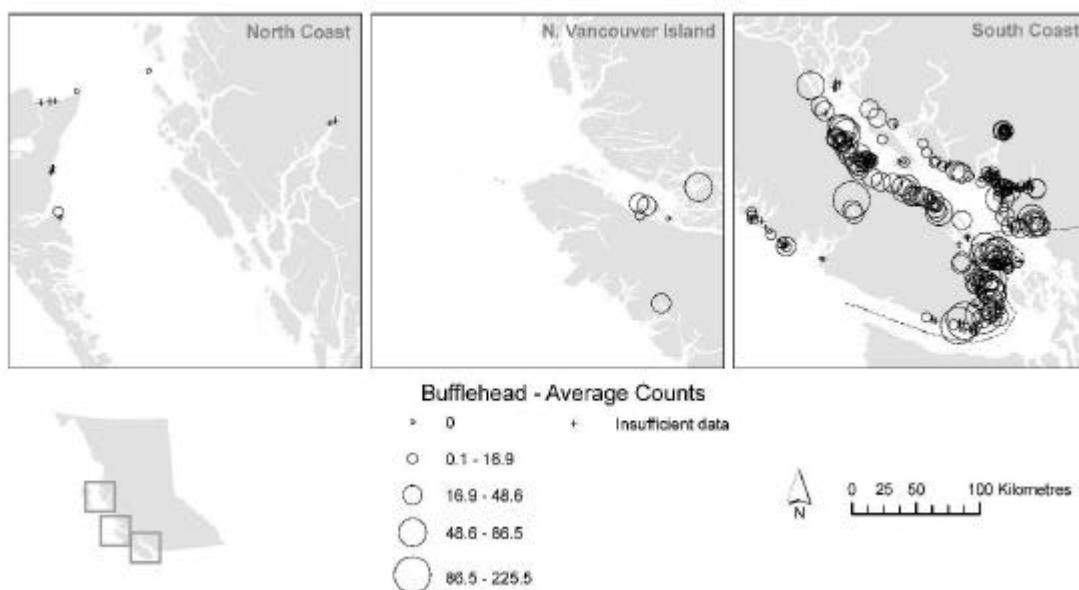 North Coast
N. Vancouver Island
South Coast
Bufflehead - Average Counts
0
Insufficient data
0.1 - 16.9
16.9 - 48.6
48.6 - 86.5
86.5 - 225.5
N
0 25 50 100 Kilometres